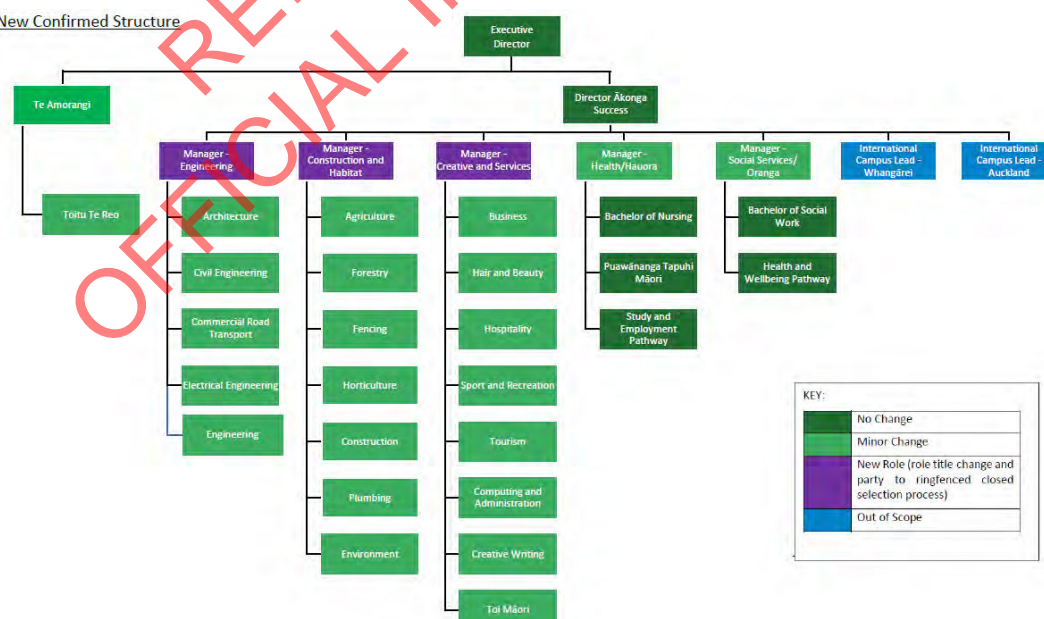 New Confirmed Structure
Executive
Director
Te Amorangi
Director Ākonga
Success
Manager -
Engineering
Manager -
Construction and
Habitat
Manager -
Creative and Services
Manager -
Health/Hauora
Manager -
Social Services/
Oranga
International
Campus Lead -
Whangārei
International
Campus Lead -
Auckland
Toitu Te Reo
Architecture
Civil Engineering
Commercial Road
Transport
Electrical Engineering
Engineering
Agriculture
Forestry
Fencing
Horticulture
Construction
Plumbing
Environment
Business
Hair and Beauty
Hospitality
Sport and Recreation
Tourism
Computing and
Administration
Creative Writing
Toi Māori
Bachelor of Nursing
Puawānanga Tapuhi
Māori
Study and
Employment
Pathway
Bachelor of Social
Work
Health and
Wellbeing Pathway
KEY:
No Change
Minor Change
New Role (role title change and
party to ringfenced closed
selection process)
Out of Scope
OFFICIAL